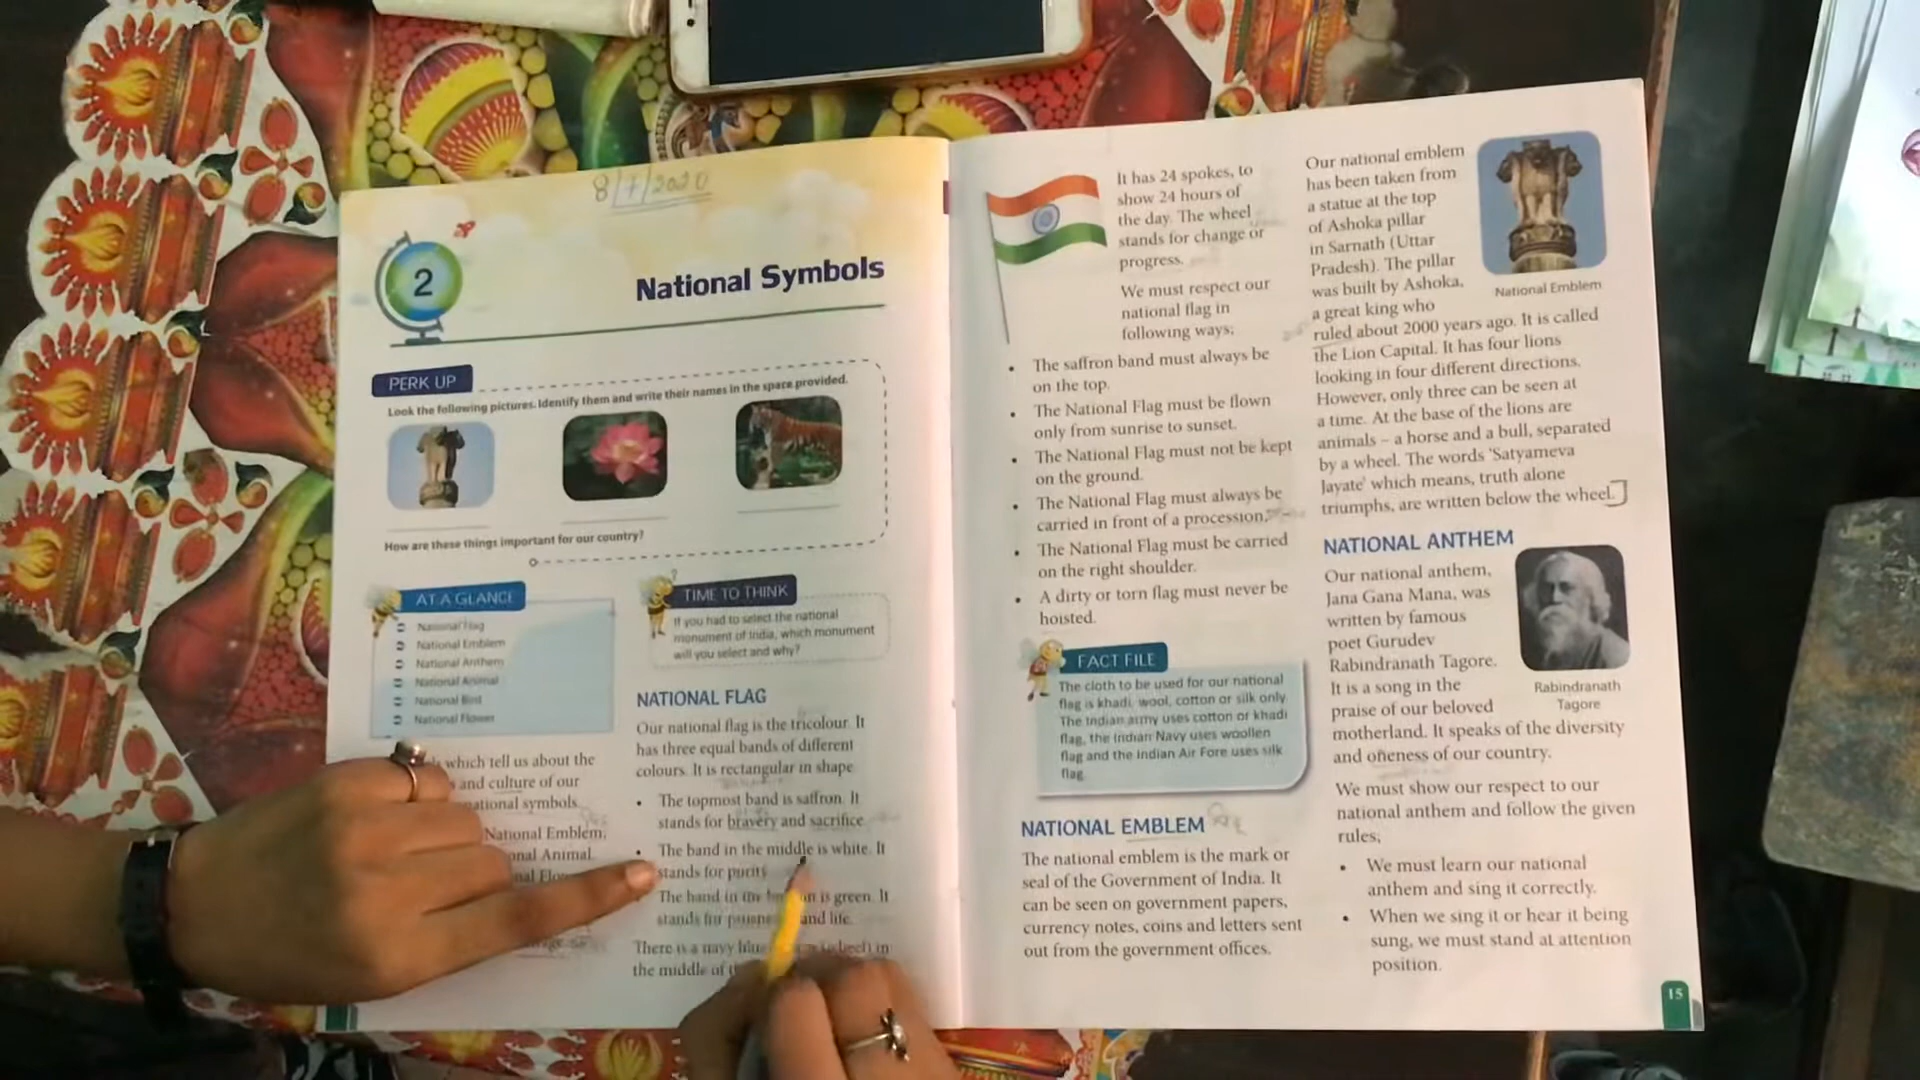 8/7/2020
2
National Symbols
PERK UP
Look the following pictures. Identify them and write their names in the space provided.
How are these things important for our country?
AT A GLANCE
National Flag
National Emblem
National Anthem
National Animal
National Bird
National Flower
which tell us about the
and culture of our
national symbols
National Emblem,
Animal
TIME TO THINK
If you had to select the national
monument of India, which monument
will you select and why?
NATIONAL FLAG
Our national flag is the tricolour. It
has three equal bands of different
colours. It is rectangular in shape
• The topmost band is saffron. It
stands for bravery and sacrifice
• The band in the middle is white. It
stands for purity
The band in the is green. It
stands for and life.
There is a navy blue in
the middle of
It has 24 spokes, to
show 24 hours of
the day. The wheel
stands for change or
progress.
We must respect our
national flag in
following ways;
• The saffron band must always be
on the top.
• The National Flag must be flown
only from sunrise to sunset.
• The National Flag must not be kept
on the ground.
• The National Flag must always be
carried in front of a procession.
• The National Flag must be carried
on the right shoulder.
• A dirty or torn flag must never be
hoisted.
FACT FILE
The cloth to be used for our national
flag is khadi, wool, cotton or silk only
The Indian army uses cotton or khadi
flag, the Indian Navy uses woollen
flag and the Indian Air Fore uses silk
flag
NATIONAL EMBLEM
The national emblem is the mark or
seal of the Government of India. It
can be seen on government papers,
currency notes, coins and letters sent
out from the government offices.
Our national emblem
has been taken from
a statue at the top
of Ashoka pillar
in Sarnath (Uttar
Pradesh). The pillar
was built by Ashoka,
a great king who
ruled about 2000 years ago. It is called
the Lion Capital. It has four lions
looking in four different directions.
However, only three can be seen at
a time. At the base of the lions are
animals – a horse and a bull, separated
by a wheel. The words 'Satyameva
Jayate' which means, truth alone
triumphs, are written below the wheel.
National Emblem
NATIONAL ANTHEM
Our national anthem,
Jana Gana Mana, was
written by famous
poet Gurudev
Rabindranath Tagore.
It is a song in the
praise of our beloved
motherland. It speaks of the diversity
and oneness of our country.
Rabindranath
Tagore
We must show our respect to our
national anthem and follow the given
rules;
• We must learn our national
anthem and sing it correctly.
• When we sing it or hear it being
sung, we must stand at attention
position.
15